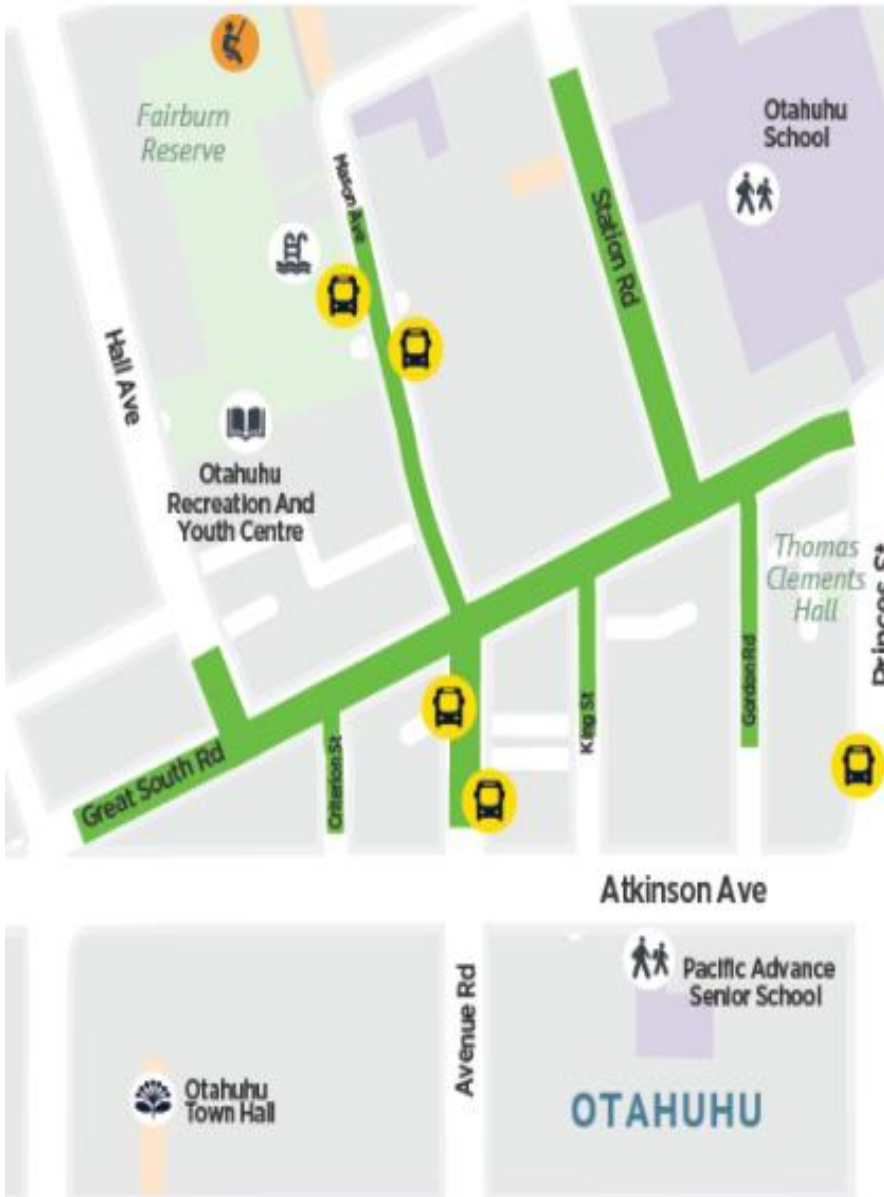 Fairburn
Reserve
Mason Ave
Otahuhu
School
Station Rd
Hall Ave
Otahuhu
Recreation And
Youth Centre
Thomas
Clements
Hall
Princes St
Gordon Rd
King St
Criterion St
Great South Rd
Atkinson Ave
Avenue Rd
Pacific Advance
Senior School
Otahuhu
Town Hall
OTAHUHU